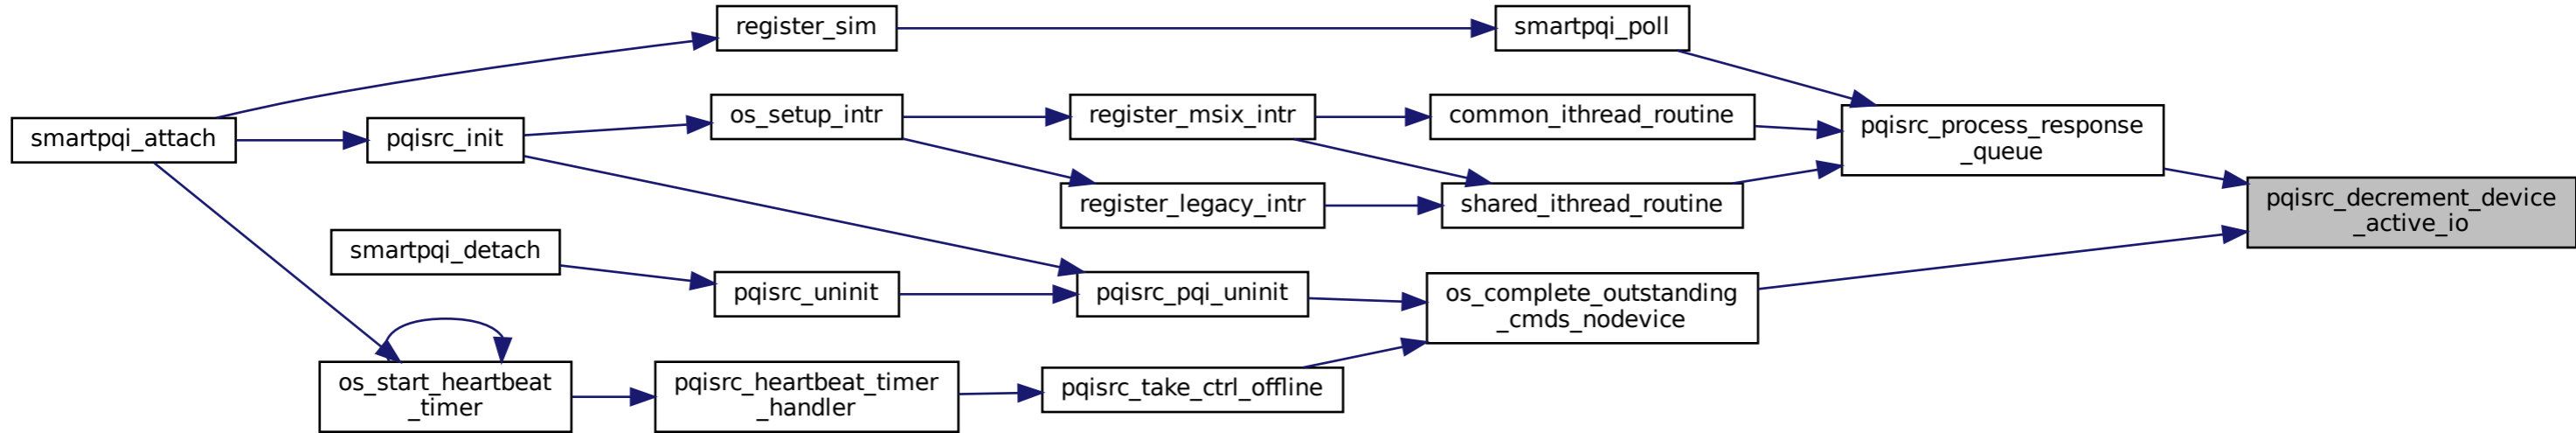 register_sim
smartpqi_poll
os_setup_intr
register_msix_intr
common_ithread_routine
smartpqi_attach
pqisrc_init
pqisrc_process_response
_queue
register_legacy_intr
shared_ithread_routine
pqisrc_decrement_device
_active_io
smartpqi_detach
pqisrc_uninit
pqisrc_pqi_uninit
os_complete_outstanding
_cmds_nodevice
os_start_heartbeat
_timer
pqisrc_heartbeat_timer
_handler
pqisrc_take_ctrl_offline